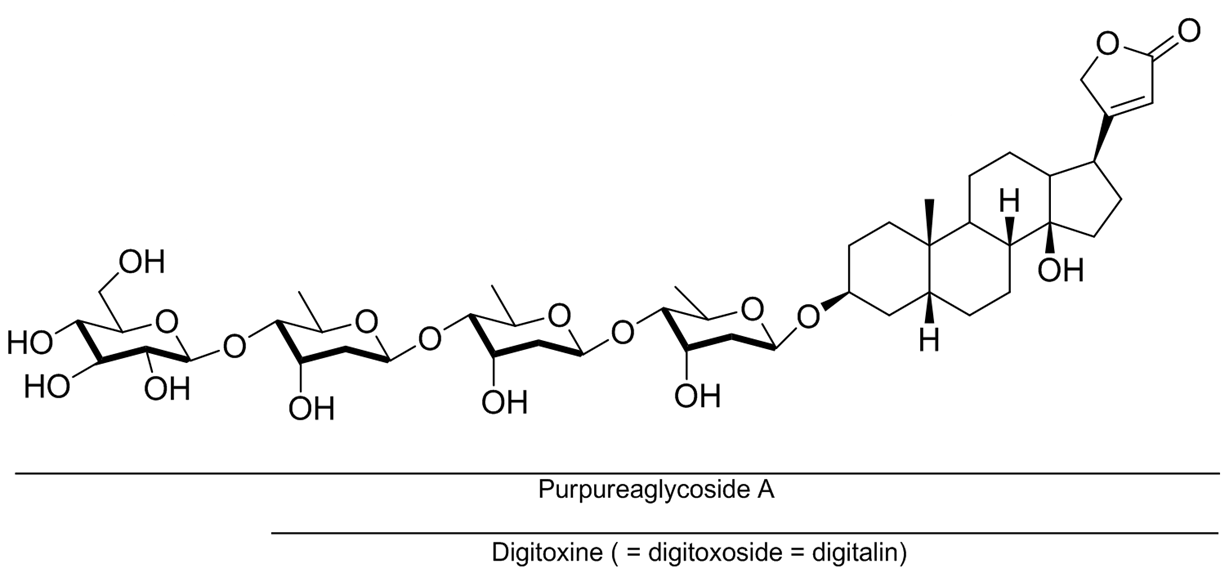 O
O
H
OH
O
O
H
OH
HO
HO
OH
O
O
OH
O
O
OH
O
O
OH
O
Purpureaglycoside A
Digitoxine ( = digitoxoside = digitalin)